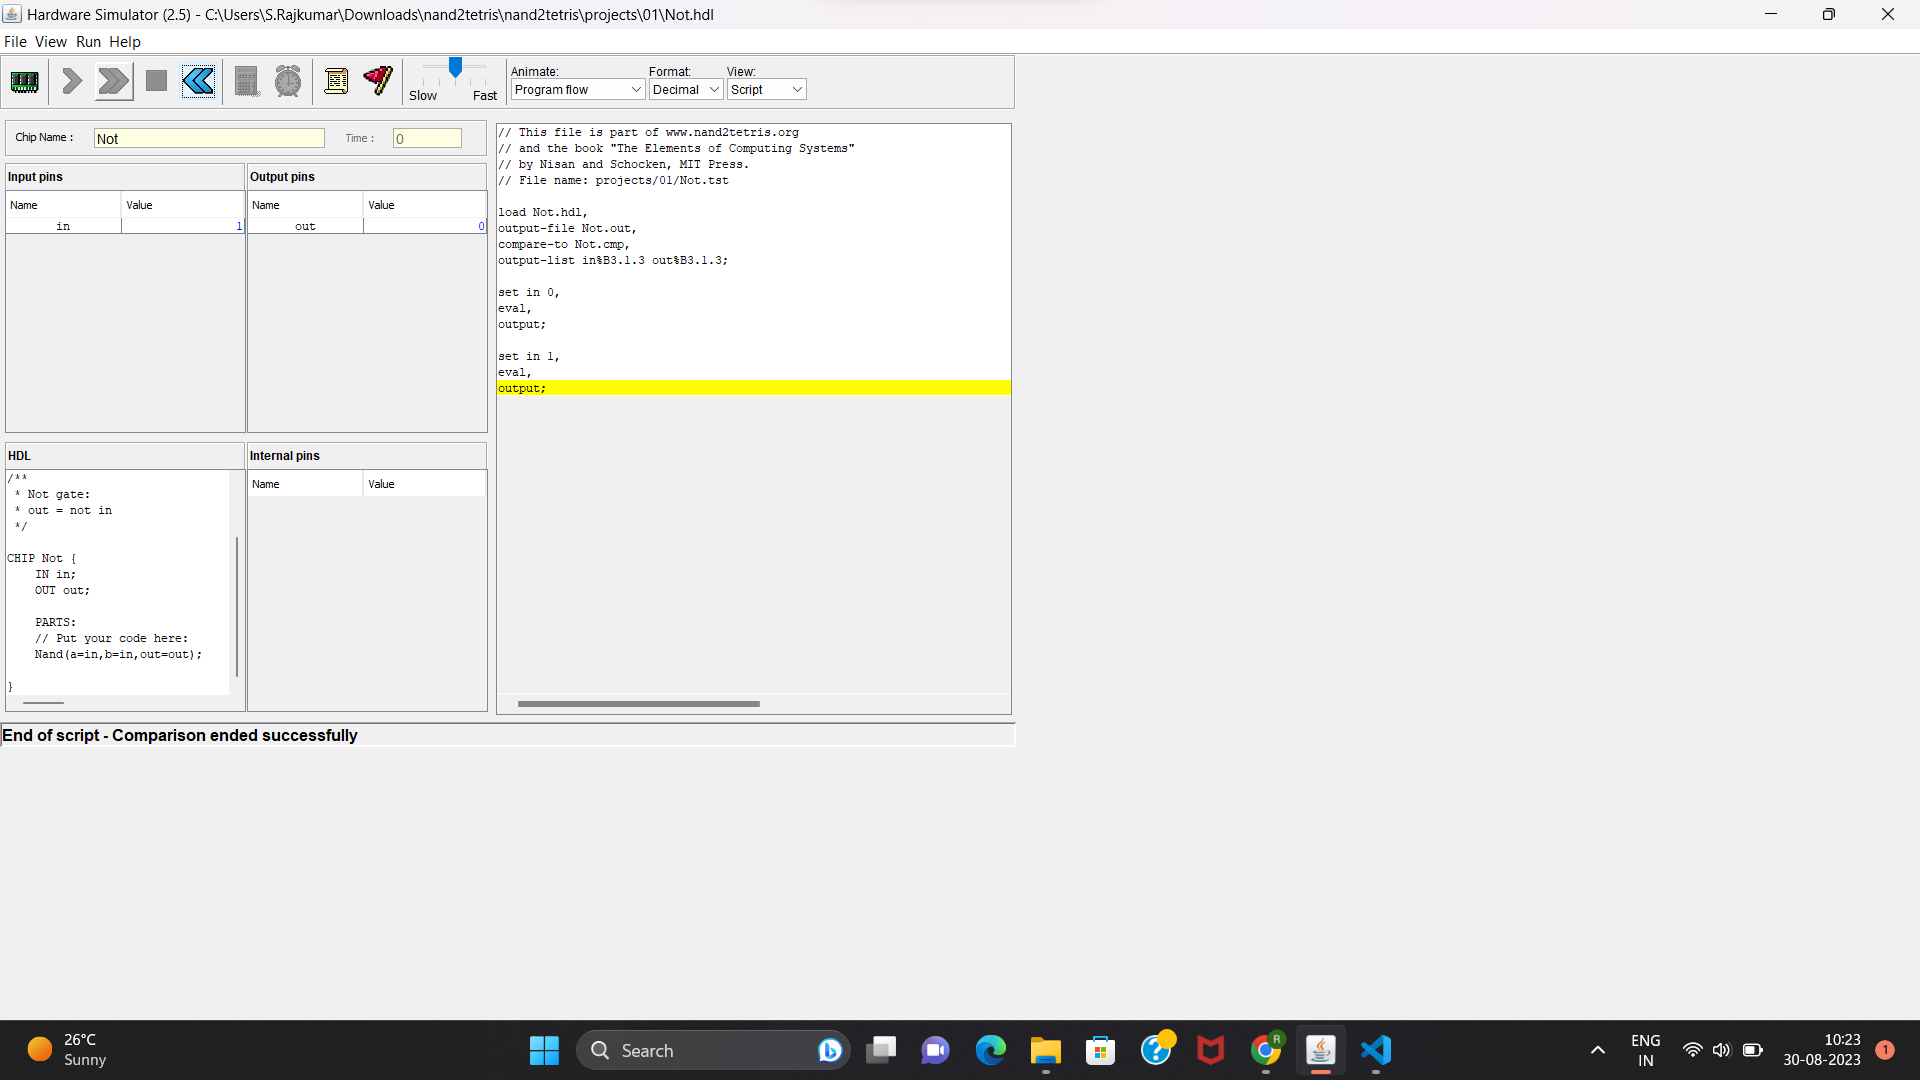 Hardware Simulator (2.5) - C:\Users\S.Rajkumar\Downloads\nand2tetris\nand2tetris\projects\01\Not.hdl
File View Run Help
Slow Fast
Animate: Format: View:
Program flow Decimal Script
Chip Name : Not Time : 0
Input pins
Name Value
in 1
Output pins
Name Value
out 0
HDL
/**
* Not gate:
* out = not in
*/
CHIP Not {
IN in;
OUT out;
PARTS:
// Put your code here:
Nand(a=in,b=in,out=out);
}
Internal pins
Name Value
// This file is part of www.nand2tetris.org
// and the book "The Elements of Computing Systems"
// by Nisan and Schocken, MIT Press.
// File name: projects/01/Not.tst
load Not.hdl,
output-file Not.out,
compare-to Not.cmp,
output-list in%B3.1.3 out%B3.1.3;
set in 0,
eval,
output;
set in 1,
eval,
output;
End of script - Comparison ended successfully
26°C
Sunny
Search
R
ENG
IN
10:23
30-08-2023
1